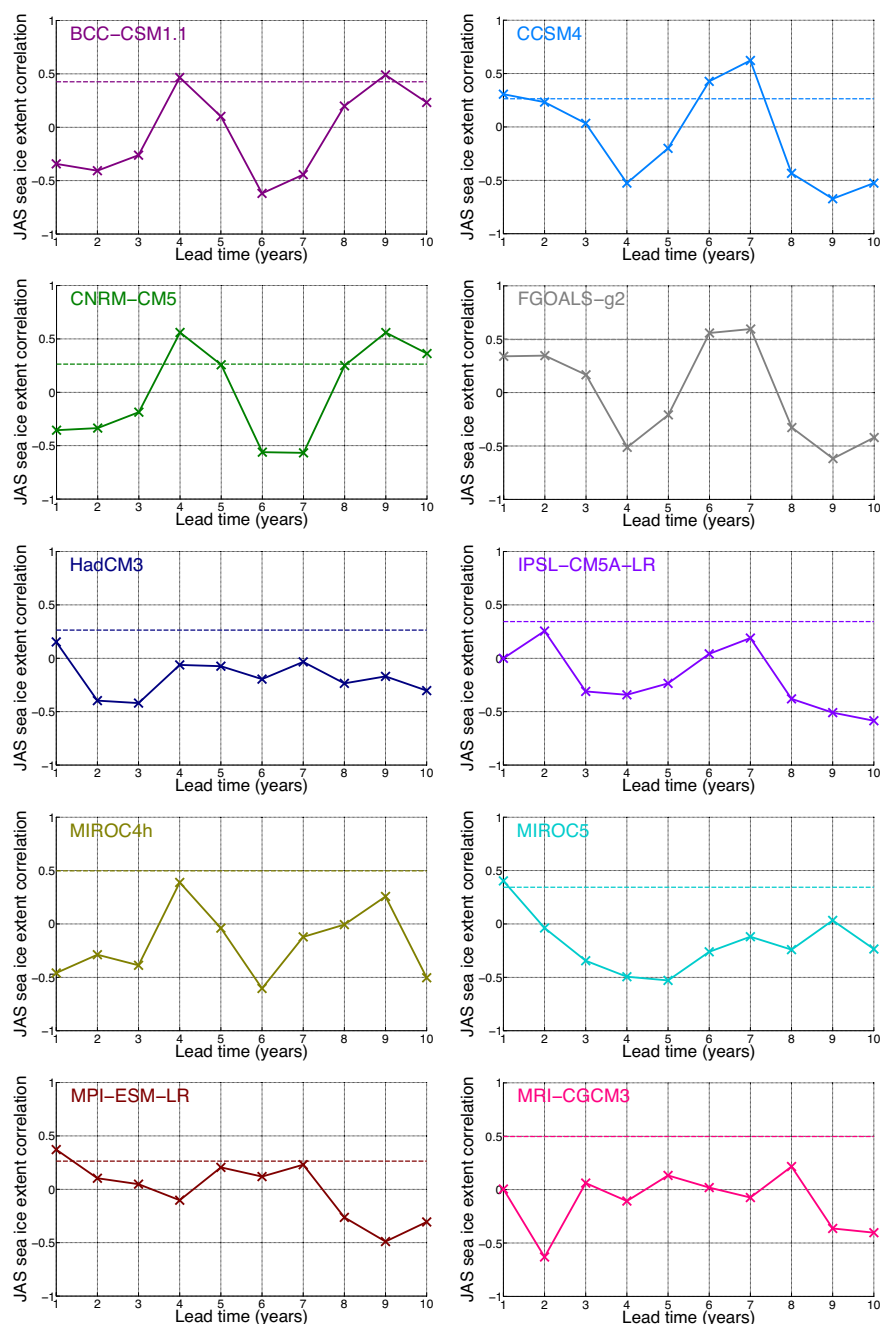 BCC−CSM1.1
JAS sea ice extent correlation
1
0.5
0
−0.5
−1
1 2 3 4 5 6 7 8 9 10
Lead time (years)
CCSM4
JAS sea ice extent correlation
1
0.5
0
−0.5
−1
1 2 3 4 5 6 7 8 9 10
Lead time (years)
CNRM−CM5
JAS sea ice extent correlation
1
0.5
0
−0.5
−1
1 2 3 4 5 6 7 8 9 10
Lead time (years)
FGOALS−g2
JAS sea ice extent correlation
1
0.5
0
−0.5
−1
1 2 3 4 5 6 7 8 9 10
Lead time (years)
HadCM3
JAS sea ice extent correlation
1
0.5
0
−0.5
−1
1 2 3 4 5 6 7 8 9 10
Lead time (years)
IPSL−CM5A−LR
JAS sea ice extent correlation
1
0.5
0
−0.5
−1
1 2 3 4 5 6 7 8 9 10
Lead time (years)
MIROC4h
JAS sea ice extent correlation
1
0.5
0
−0.5
−1
1 2 3 4 5 6 7 8 9 10
Lead time (years)
MIROC5
JAS sea ice extent correlation
1
0.5
0
−0.5
−1
1 2 3 4 5 6 7 8 9 10
Lead time (years)
MPI−ESM−LR
JAS sea ice extent correlation
1
0.5
0
−0.5
−1
1 2 3 4 5 6 7 8 9 10
Lead time (years)
MRI−CGCM3
JAS sea ice extent correlation
1
0.5
0
−0.5
−1
1 2 3 4 5 6 7 8 9 10
Lead time (years)